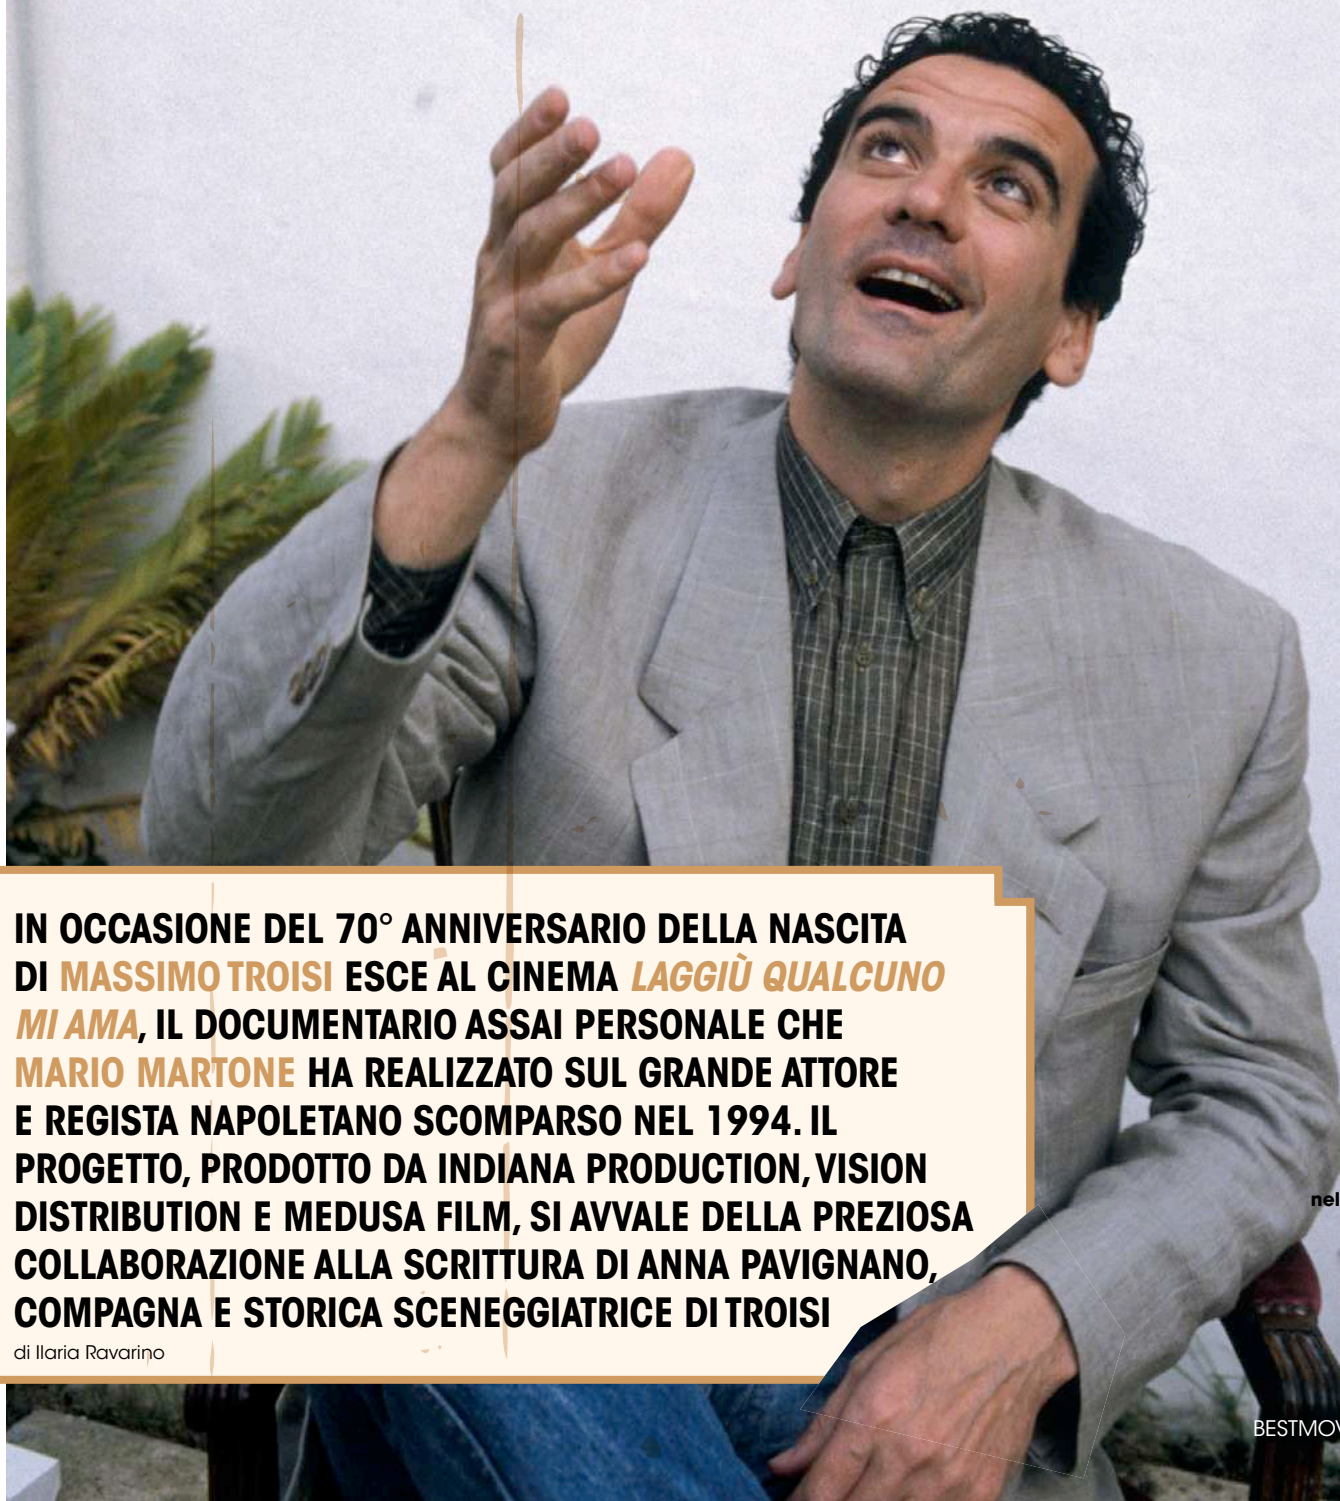 IN OCCASIONE DEL 70° ANNIVERSARIO DELLA NASCITA
DI MASSIMO TROISI ESCE AL CINEMA LAGGIÙ QUALCUNO
MI AMA, IL DOCUMENTARIO ASSAI PERSONALE CHE
MARIO MARTONE HA REALIZZATO SUL GRANDE ATTORE
E REGISTA NAPOLETANO SCOMPARSO NEL 1994. IL
PROGETTO, PRODOTTO DA INDIANA PRODUCTION, VISION
DISTRIBUTION E MEDUSA FILM, SI AVVALE DELLA PREZIOSA
COLLABORAZIONE ALLA SCRITTURA DI ANNA PAVIGNANO,
COMPAGNA E STORICA SCENEGGIATRICE DI TROISI
di Ilaria Ravarino
nel
BESTMOV